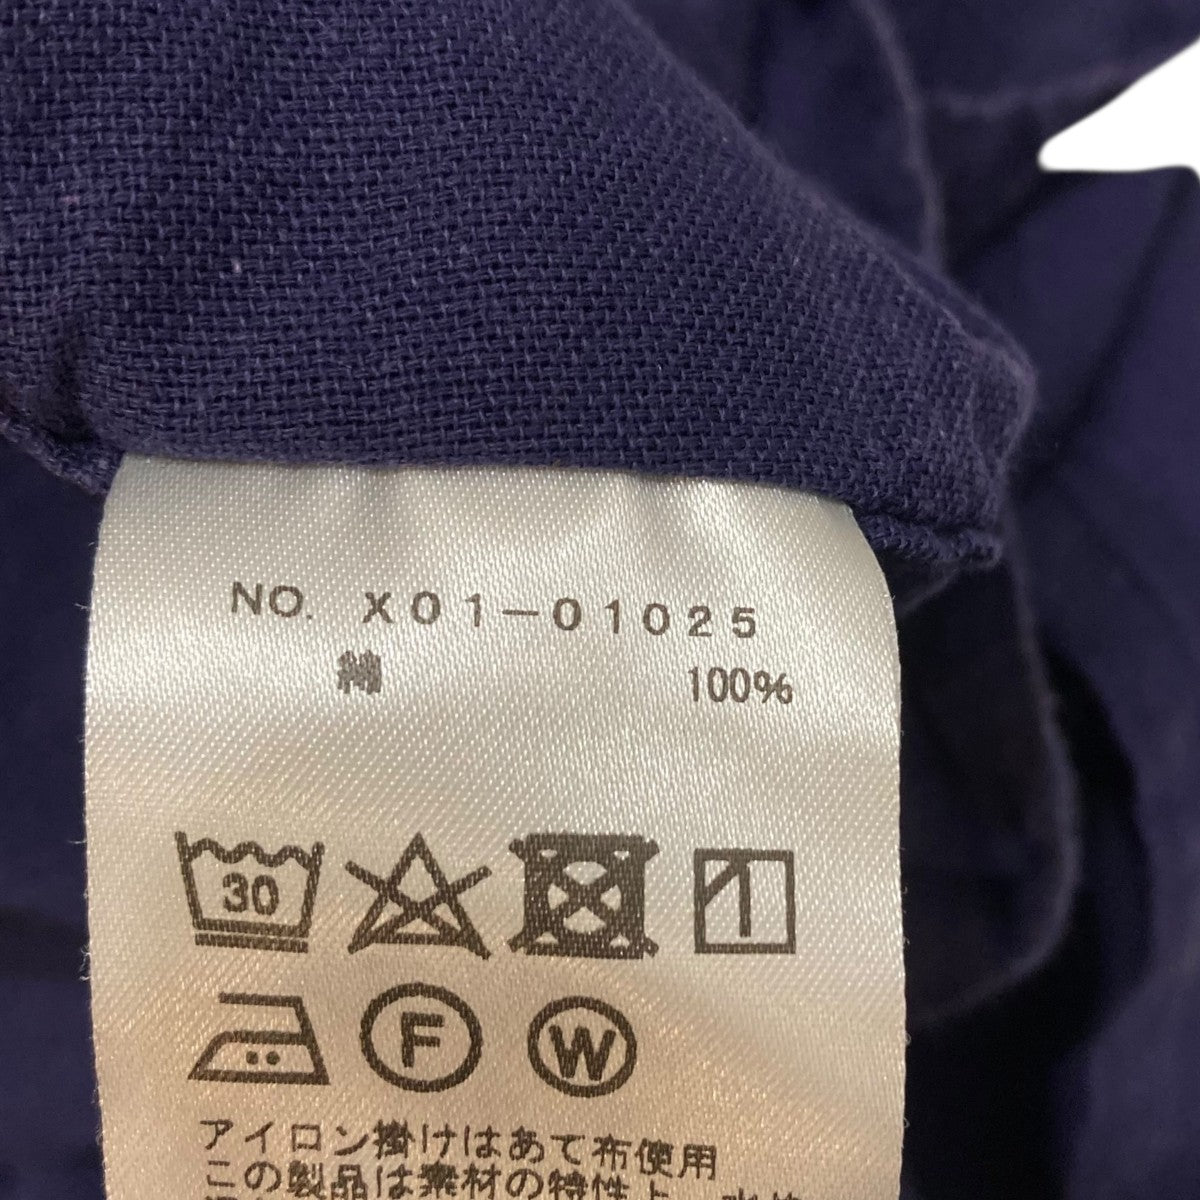 NO. X01-01025
綿 100%
30
F W
アイロン掛けはあて布使用
この製品は素材の特性上、水